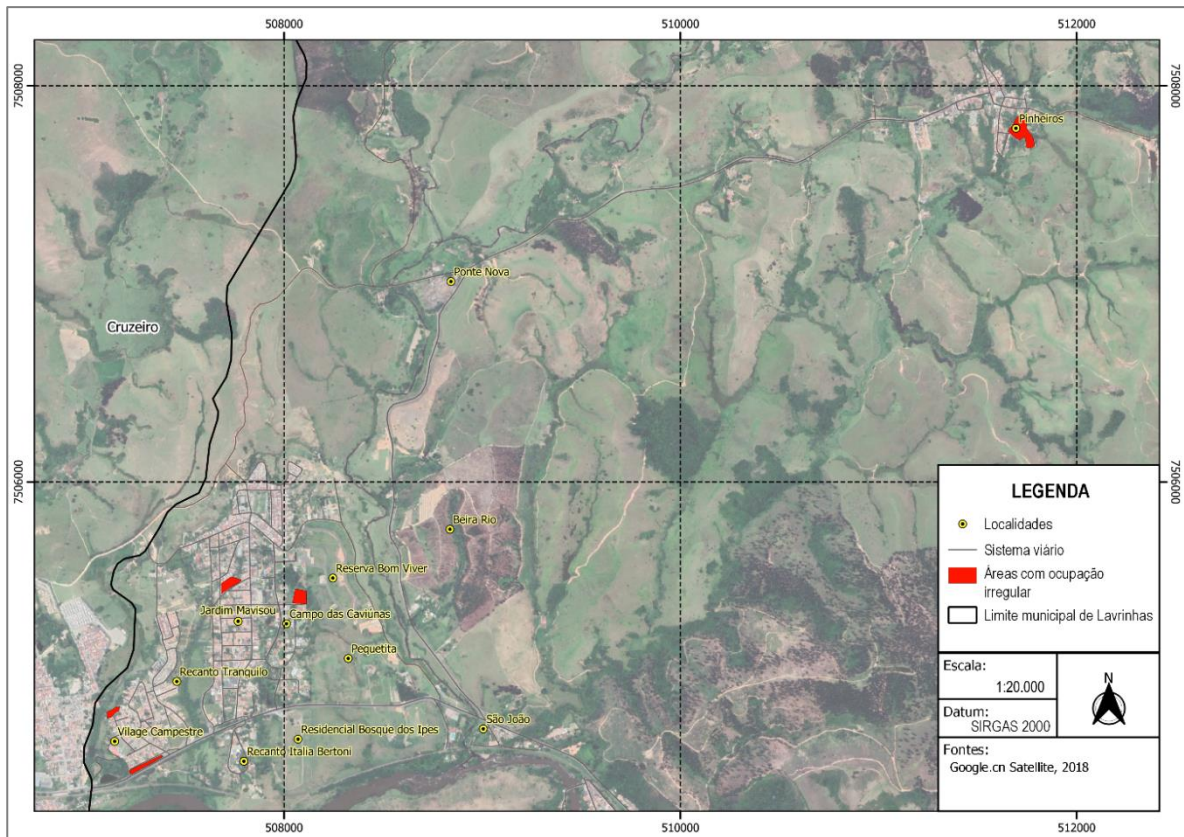 508000
510000
512000
7508000
7508000
Pinheiros
Ponte Nova
Cruzeiro
7506000
7506000
Beira Rio
Reserva Bom Viver
Jardim Mavisou
Campo das Caviúnas
Pequetita
Recanto Tranquilo
São João
Vilage Campestre
Residencial Bosque dos Ipes
Recanto Italia Bertoni
LEGENDA
Localidades
Sistema viário
Áreas com ocupação
irregular
Limite municipal de Lavrinhas
Escala:
1:20.000
Datum:
SIRGAS 2000
N
Fontes:
Google.cn Satellite, 2018
508000
510000
512000